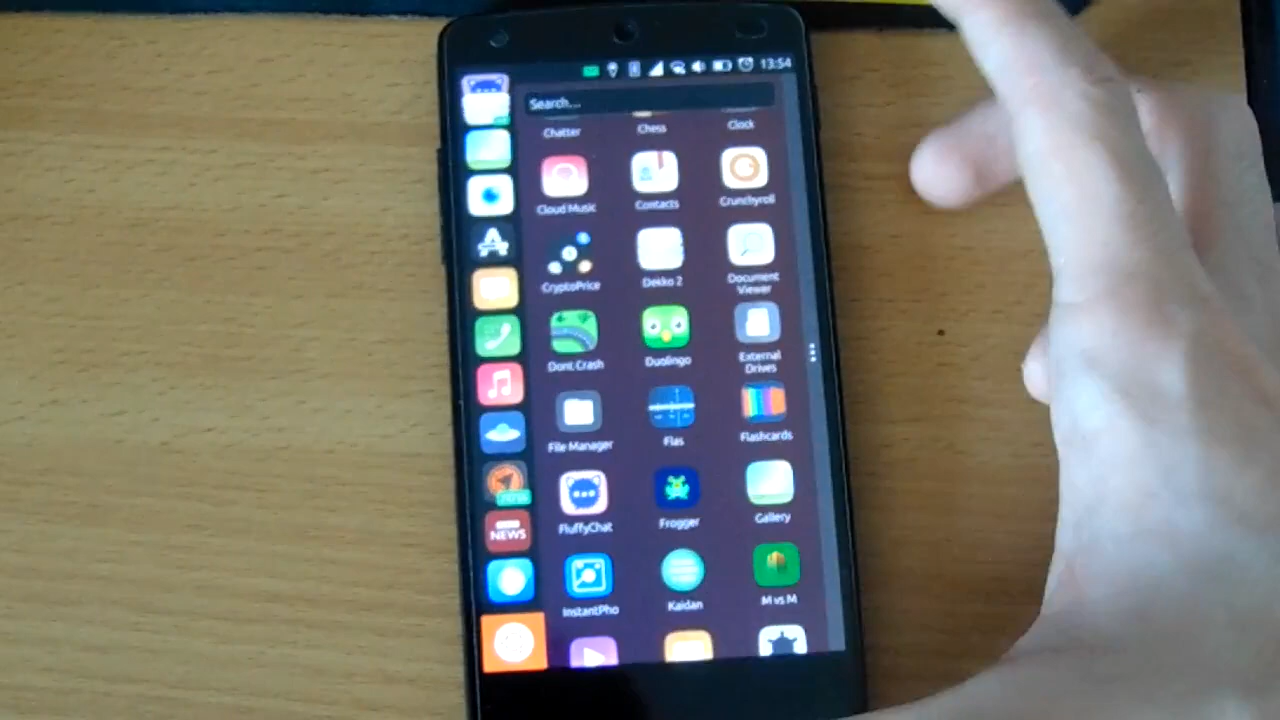 13:54
Search...
Chatter Chess Clock
Cloud Music Contacts Crunchyroll
CryptoPrice Dekko 2 Document
Viewer
Dont Crash Duolingo External
Drives
File Manager Flas Flashcards
NEWS
FluffyChat Frogger Gallery
InstantPho Kaidan M vs M